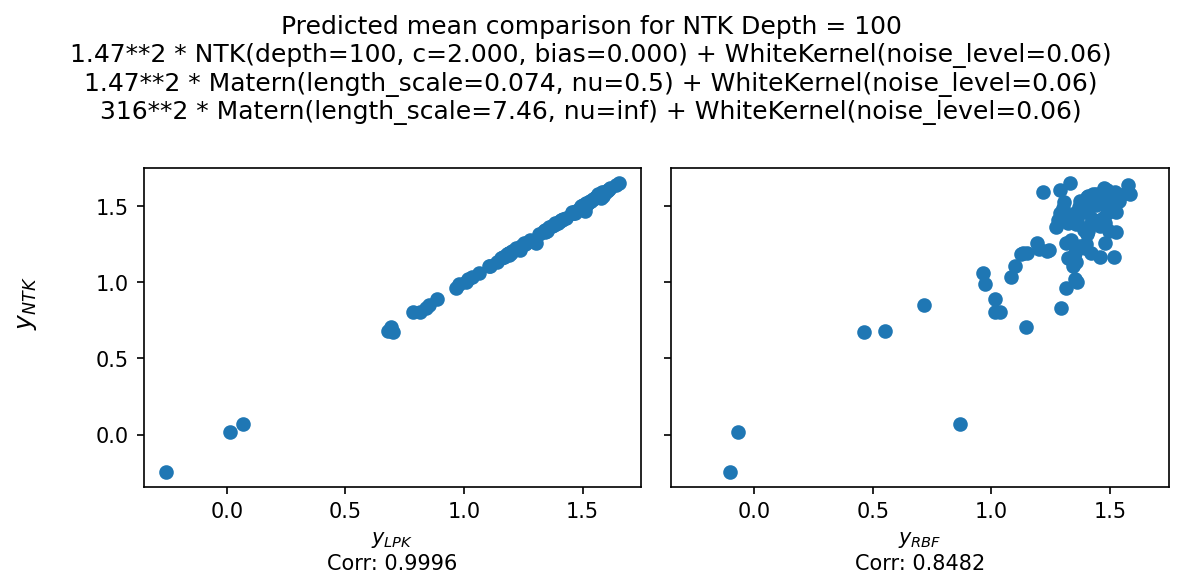 Predicted mean comparison for NTK Depth = 100
1.47**2 * NTK(depth=100, c=2.000, bias=0.000) + WhiteKernel(noise_level=0.06)
1.47**2 * Matern(length_scale=0.074, nu=0.5) + WhiteKernel(noise_level=0.06)
316**2 * Matern(length_scale=7.46, nu=inf) + WhiteKernel(noise_level=0.06)
y_NTK
1.5
1.0
0.5
0.0
0.0 0.5 1.0 1.5
y_LPK
Corr: 0.9996
0.0 0.5 1.0 1.5
y_RBF
Corr: 0.8482